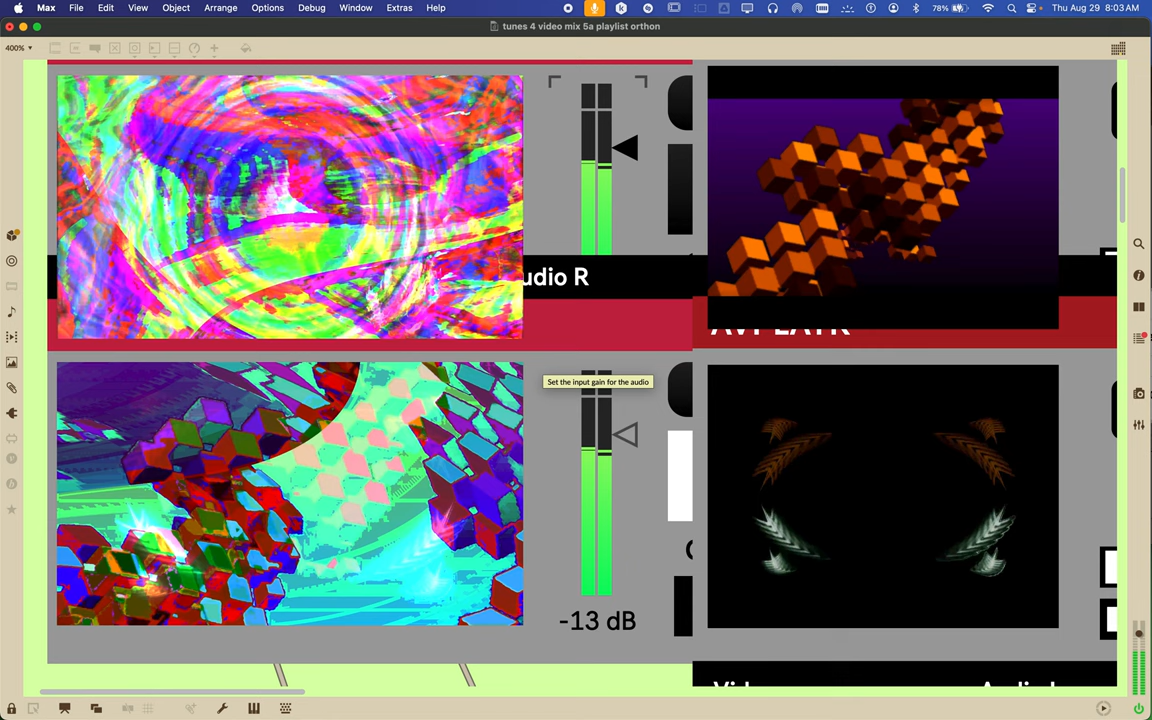 Max File Edit View Object Arrange Options Debug Window Extras Help
78% Thu Aug 29 8:03 AM
tunes 4 video mix 5a playlist orthon
400%
udio R
Set the input gain for the audio
-13 dB